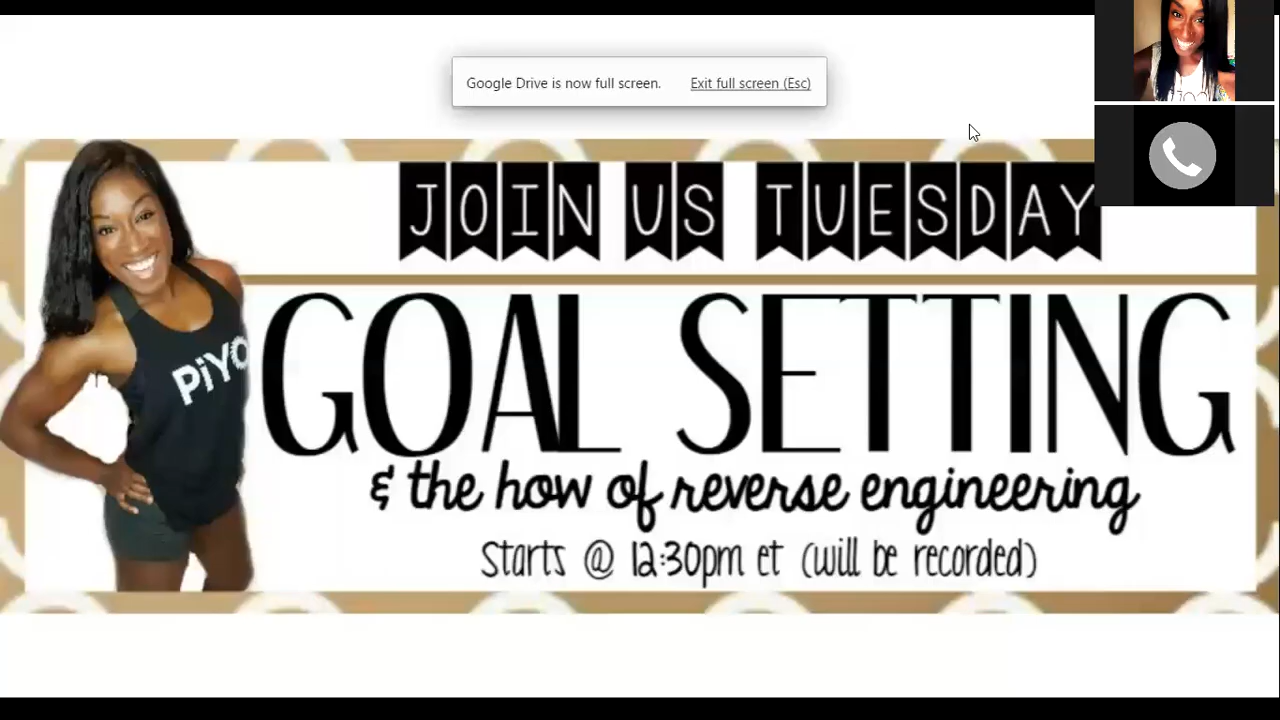 Google Drive is now full screen. Exit full screen (Esc)
JOIN US TUESDAY
PiYO
GOAL SETTING
& the how of reverse engineering
Starts @ 12:30pm et (will be recorded)